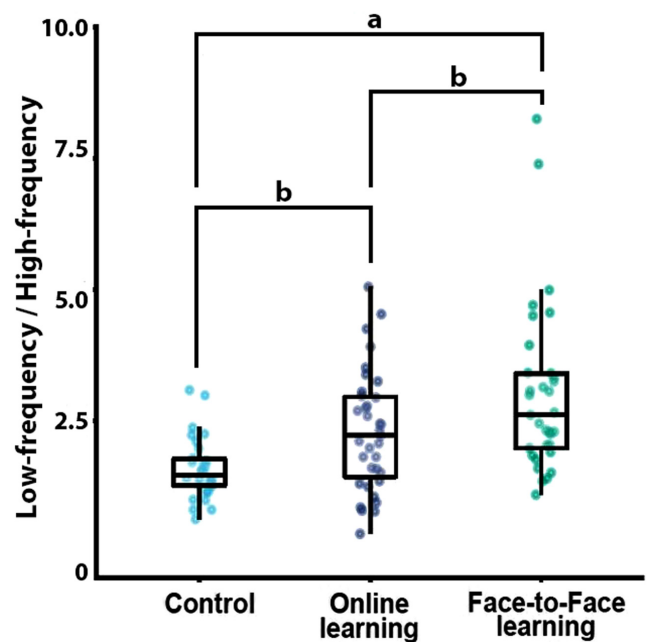 a
b
b
10.0
7.5
5.0
2.5
0
Low-frequency / High-frequency
Control
Online
learning
Face-to-Face
learning